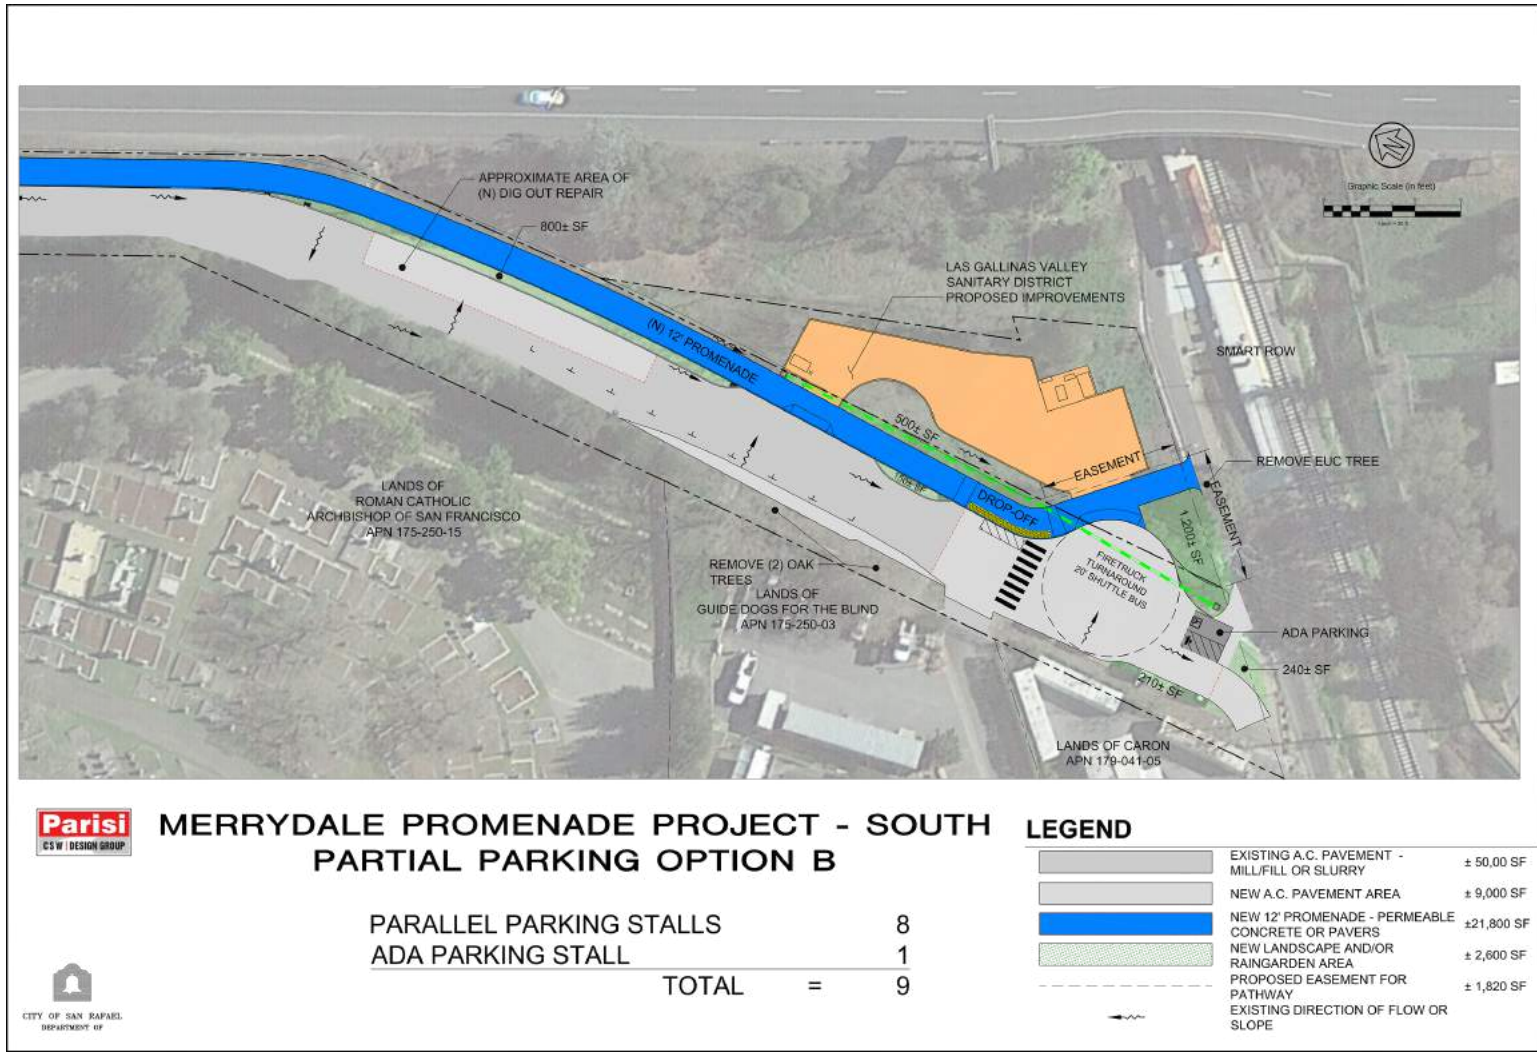 APPROXIMATE AREA OF
(N) DIG OUT REPAIR
800± SF
Graphic Scale (in feet)
LAS GALLINAS VALLEY
SANITARY DISTRICT
PROPOSED IMPROVEMENTS
(N) 12' PROMENADE
SMART ROW
500± SF
EASEMENT
REMOVE EUC TREE
EASEMENT
DROP-OFF
1,200± SF
LANDS OF
ROMAN CATHOLIC
ARCHBISHOP OF SAN FRANCISCO
APN 175-250-15
FIRETRUCK
TURNAROUND
20' SHUTTLE BUS
REMOVE (2) OAK
TREES
LANDS OF
GUIDE DOGS FOR THE BLIND
APN 175-250-03
ADA PARKING
240± SF
210± SF
LANDS OF CARON
APN 179-041-05
Parisi
CSW | DESIGN GROUP
MERRYDALE PROMENADE PROJECT - SOUTH
PARTIAL PARKING OPTION B
PARALLEL PARKING STALLS 8
ADA PARKING STALL 1
TOTAL = 9
CITY OF SAN RAFAEL
DEPARTMENT OF
LEGEND
EXISTING A.C. PAVEMENT -
MILL/FILL OR SLURRY ± 50,00 SF
NEW A.C. PAVEMENT AREA ± 9,000 SF
NEW 12' PROMENADE - PERMEABLE
CONCRETE OR PAVERS ±21,800 SF
NEW LANDSCAPE AND/OR
RAINGARDEN AREA ± 2,600 SF
PROPOSED EASEMENT FOR
PATHWAY ± 1,820 SF
EXISTING DIRECTION OF FLOW OR
SLOPE